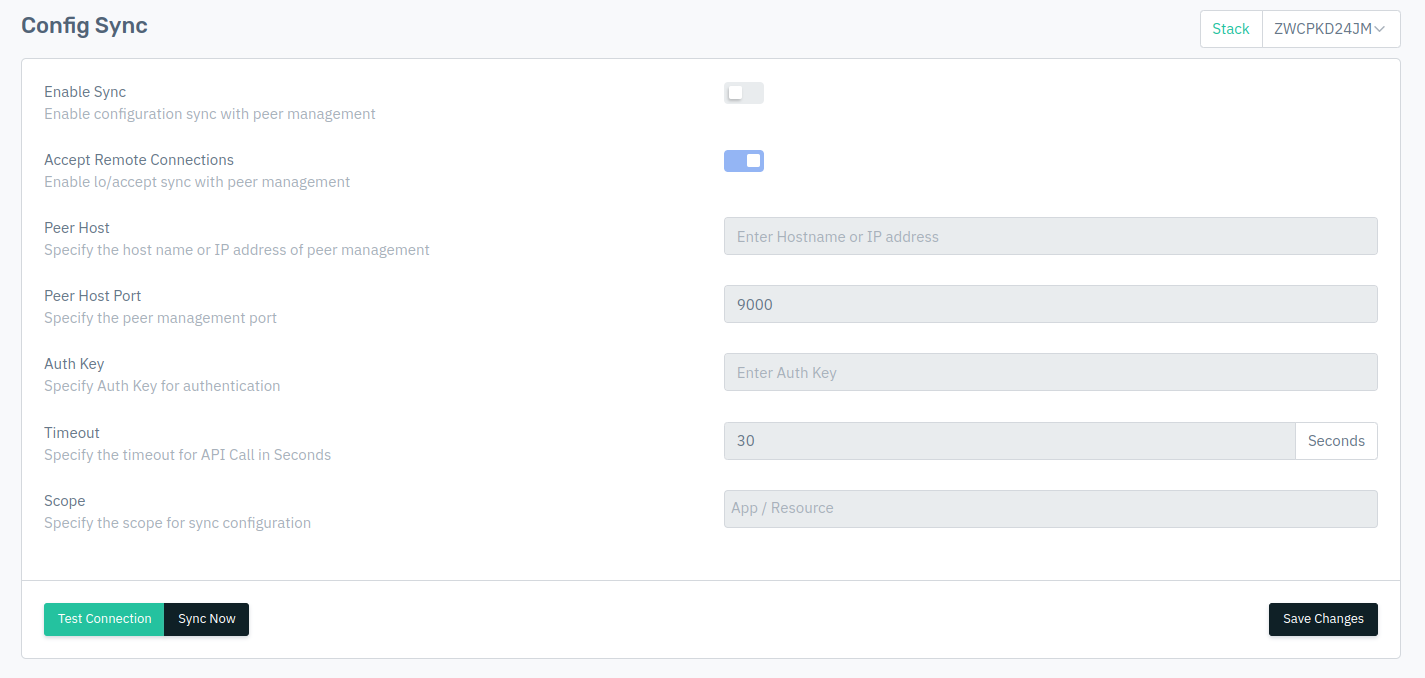 Config Sync
Stack
ZWCPKD24JM
Enable Sync
Enable configuration sync with peer management
Accept Remote Connections
Enable lo/accept sync with peer management
Peer Host
Specify the host name or IP address of peer management
Enter Hostname or IP address
Peer Host Port
Specify the peer management port
9000
Auth Key
Specify Auth Key for authentication
Enter Auth Key
Timeout
Specify the timeout for API Call in Seconds
30
Seconds
Scope
Specify the scope for sync configuration
App / Resource
Test Connection
Sync Now
Save Changes